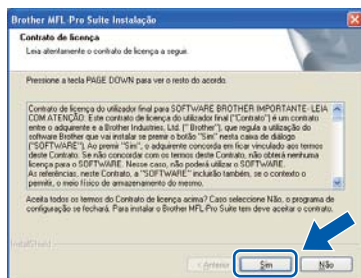 Brother MFL-Pro Suite Instalação
Contrato de licença
Leia atentamente o contrato de licença a seguir.
Pressione a tecla PAGE DOWN para ver o resto do acordo.
Contrato de licença do utilizador final para SOFTWARE BROTHER IMPORTANTE- LEIA
COM ATENÇÃO: Este contrato de licença do utilizador final ("Contrato") é um contrato
entre o adquirente e a Brother Industries, Ltd. ("Brother"), que regula a utilização do
software Brother que vai instalar se premir o botão "Sim" nesta caixa de diálogo
("SOFTWARE"). Ao premir "Sim", o adquirente concorda em ficar vinculado aos termos
deste Contrato. Se não concordar com os termos deste Contrato, não obterá nenhuma
licença para o SOFTWARE. Nesse caso, não poderá utilizar o SOFTWARE.
As referências, neste Contrato, a "SOFTWARE" incluirão também, se o contexto o
permitir, o meio físico de armazenamento do mesmo.
Aceita todos os termos do Contrato de licença acima? Caso seleccione Não, o programa de
configuração se fechará. Para instalar o Brother MFL-Pro Suite tem deve aceitar o contrato.
InstallShield
< Anterior
Sim
Não